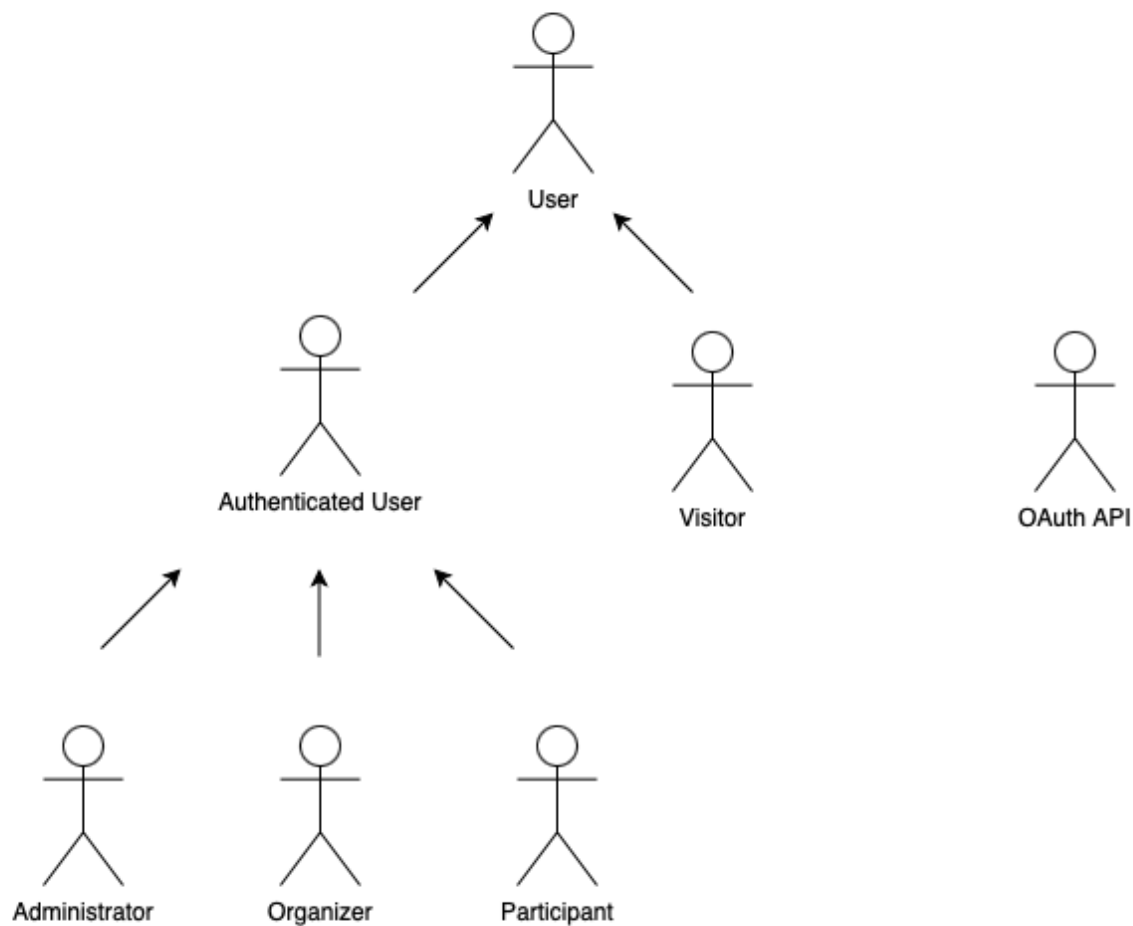 User
Authenticated User
Visitor
OAuth API
Administrator
Organizer
Participant